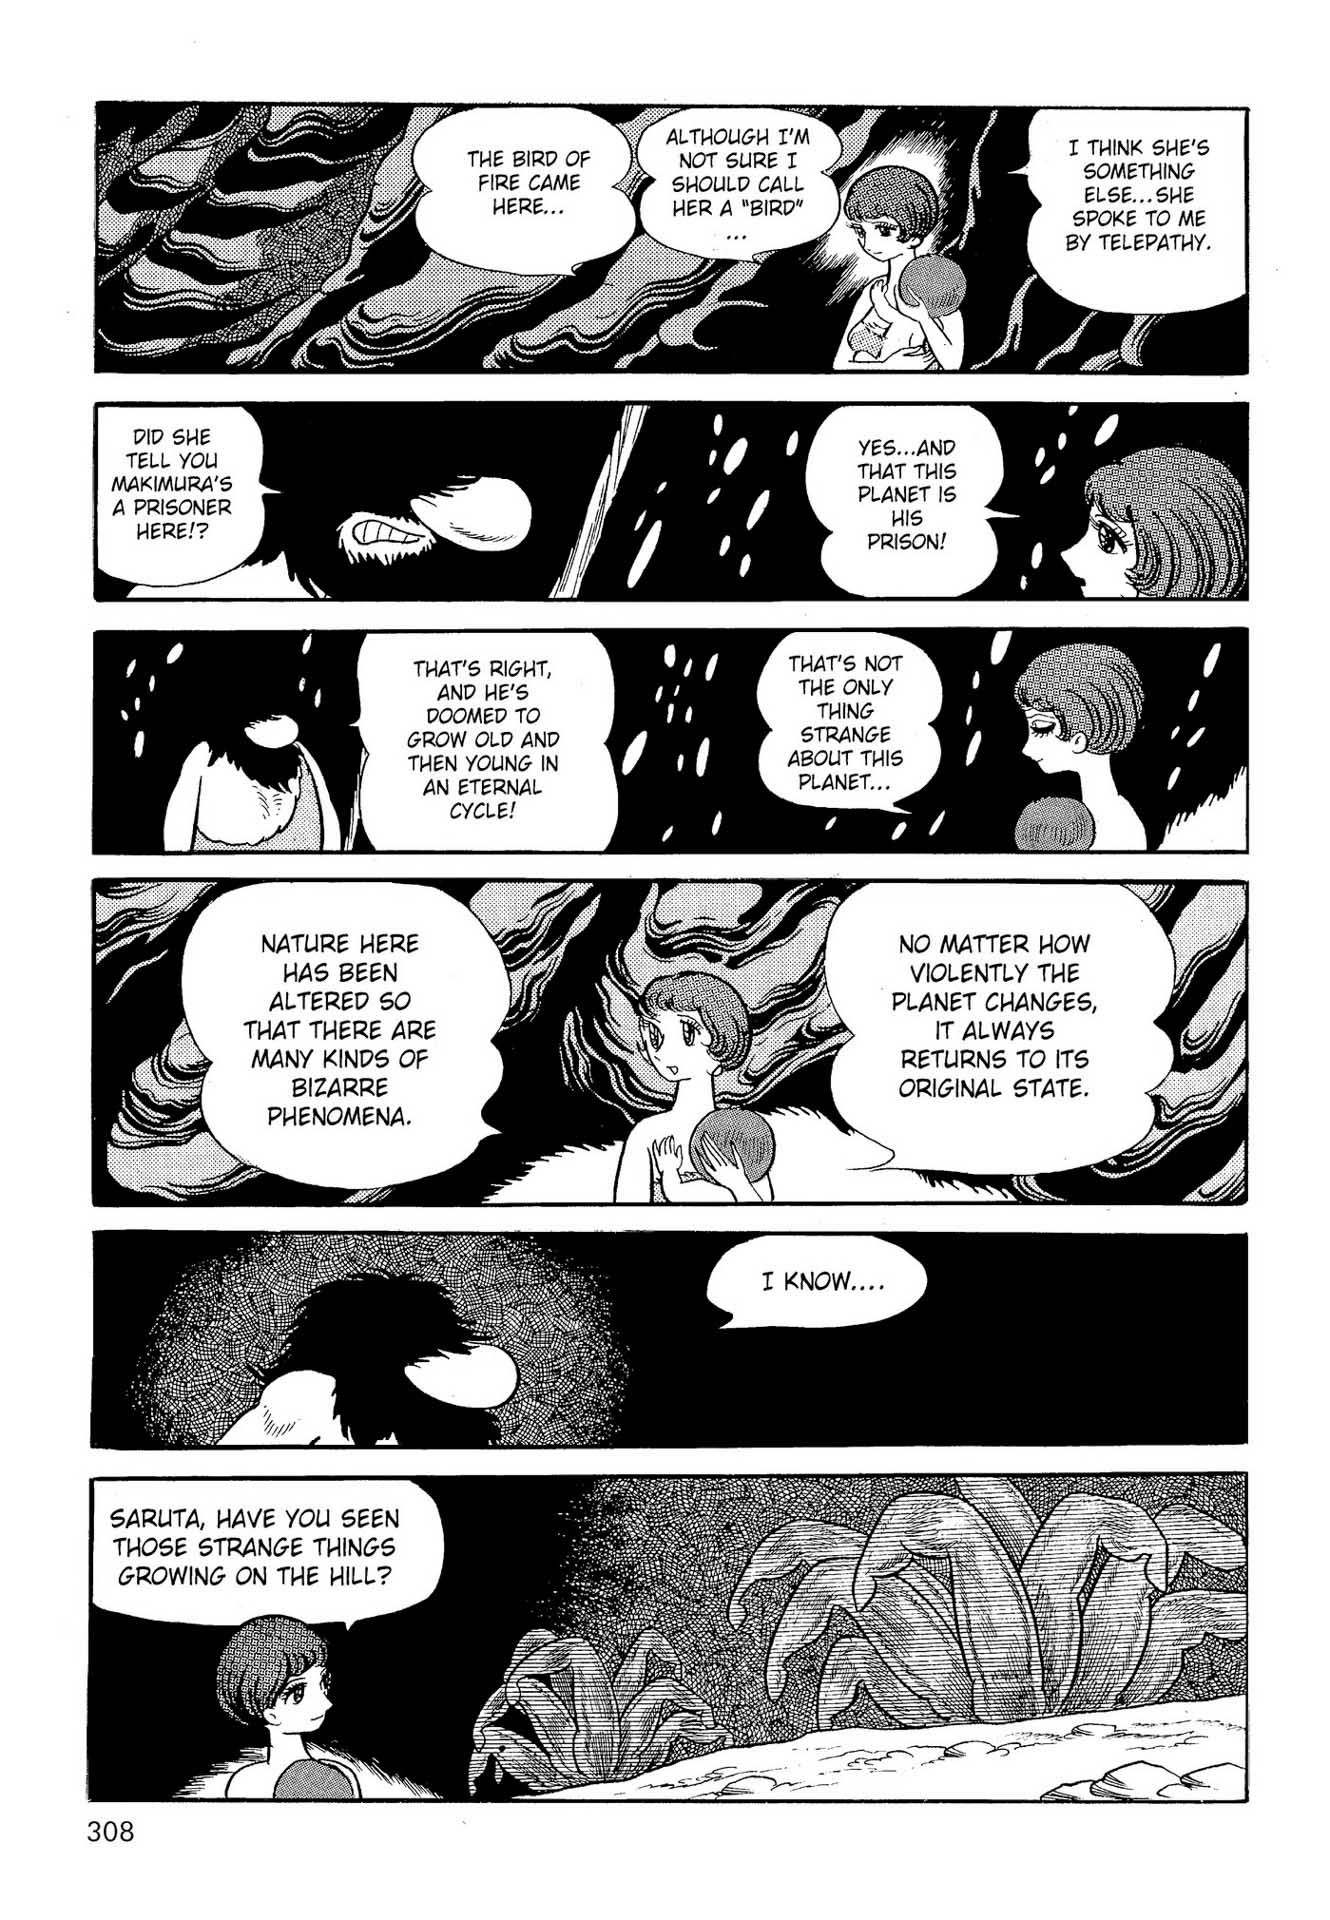 THE BIRD OF
FIRE CAME
HERE...
ALTHOUGH I'M
NOT SURE I
SHOULD CALL
HER A "BIRD"
...
I THINK SHE'S
SOMETHING
ELSE...SHE
SPOKE TO ME
BY TELEPATHY.
DID SHE
TELL YOU
MAKIMURA'S
A PRISONER
HERE!?
YES...AND
THAT THIS
PLANET IS
HIS
PRISON!
THAT'S RIGHT,
AND HE'S
DOOMED TO
GROW OLD AND
THEN YOUNG IN
AN ETERNAL
CYCLE!
THAT'S NOT
THE ONLY
THING
STRANGE
ABOUT THIS
PLANET...
NATURE HERE
HAS BEEN
ALTERED SO
THAT THERE ARE
MANY KINDS OF
BIZARRE
PHENOMENA.
NO MATTER HOW
VIOLENTLY THE
PLANET CHANGES,
IT ALWAYS
RETURNS TO ITS
ORIGINAL STATE.
I KNOW....
SARUTA, HAVE YOU SEEN
THOSE STRANGE THINGS
GROWING ON THE HILL?
308